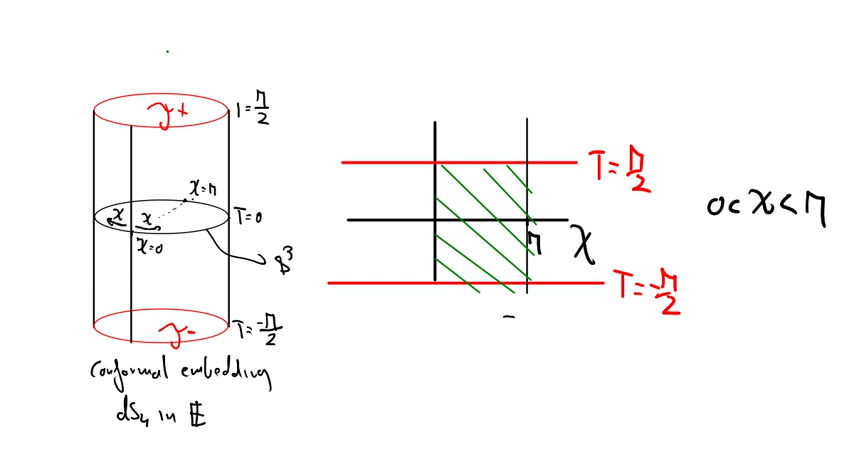 𝒥+
T=π/2
χ=π
χ
χ
T=0
χ=0
S³
𝒥-
T=-π/2
conformal embedding
dS₄ in 𝔼
T=π/2
π
χ
T=-π/2
0<χ<π